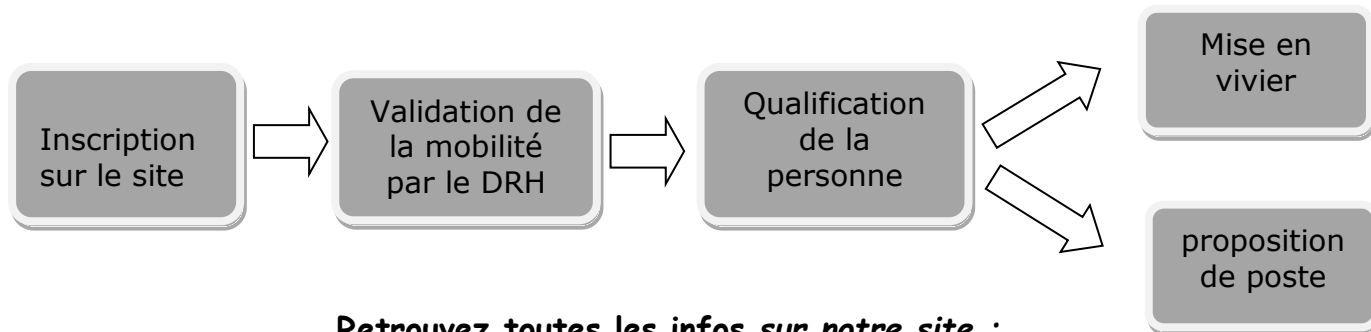 Inscription
sur le site
Validation de
la mobilité
par le DRH
Qualification
de la
personne
Mise en
vivier
proposition
de poste
Retrouvez toutes les infos sur notre site :